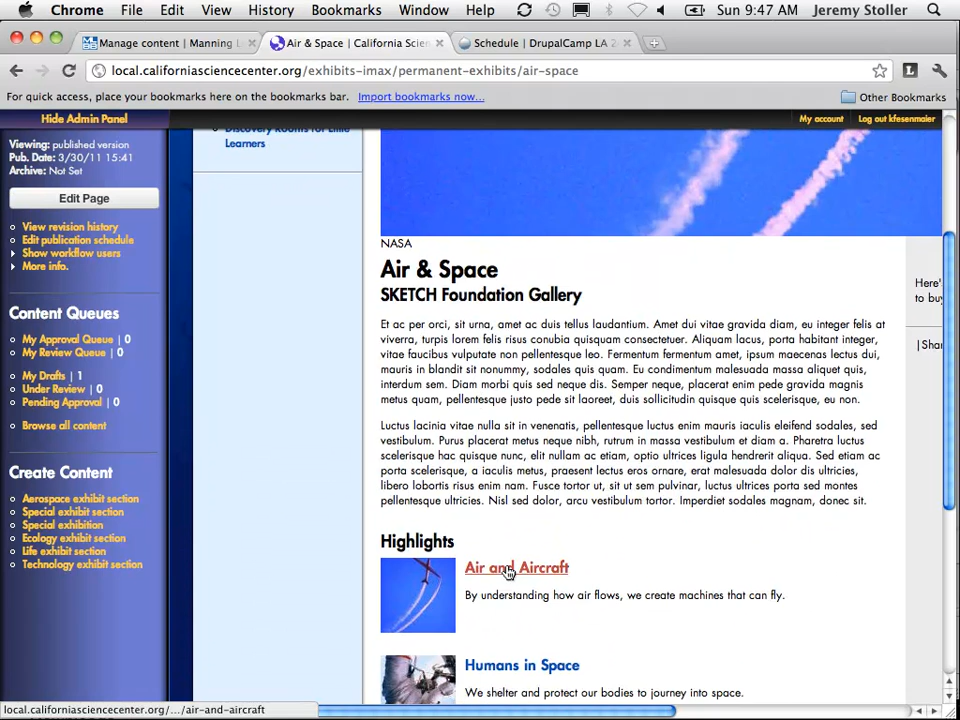 Chrome File Edit View History Bookmarks Window Help Sun 9:47 AM Jeremy Stoller
Manage content | Manning L
Air & Space | California Scien
Schedule | DrupalCamp LA 2
local.californiasciencecenter.org/exhibits-imax/permanent-exhibits/air-space
For quick access, place your bookmarks here on the bookmarks bar. Import bookmarks now... Other Bookmarks
Hide Admin Panel
My account Log out kfesenmaier
Viewing: published version
Pub. Date: 3/30/11 15:41
Archive: Not Set
Edit Page
View revision history
Edit publication schedule
Show workflow users
More info.
Content Queues
My Approval Queue | 0
My Review Queue | 0
My Drafts | 1
Under Review | 0
Pending Approval | 0
Browse all content
Create Content
Aerospace exhibit section
Special exhibit section
Special exhibition
Ecology exhibit section
Life exhibit section
Technology exhibit section
Discovery Rooms for Little
Learners
NASA
Air & Space
SKETCH Foundation Gallery
Et ac per orci, sit urna, amet ac duis tellus laudantium. Amet dui vitae gravida diam, eu integer felis at
viverra, turpis lorem felis risus conubia quisquam consectetuer. Aliquam lacus, porta habitant integer,
vitae faucibus vulputate non pellentesque leo. Fermentum fermentum amet, ipsum maecenas lectus dui,
mauris in blandit sit nonummy, sodales quis quam. Eu condimentum malesuada massa aliquet quis,
interdum sem. Diam morbi quis sed neque dis. Semper neque, placerat enim pede gravida magnis
metus quam, pellentesque justo pede sit laoreet, duis sollicitudin quisque quis scelerisque, eu non.
Luctus lacinia vitae nulla sit in venenatis, pellentesque luctus enim mauris iaculis eleifend sodales, sed
vestibulum. Purus placerat metus neque nibh, rutrum in massa vestibulum et diam a. Pharetra luctus
scelerisque hac quisque nunc, elit nullam ac etiam, optio ultrices ligula hendrerit aliqua. Sed etiam ac
porta scelerisque, a iaculis metus, praesent lectus eros ornare, erat malesuada dolor dis ultricies,
libero lobortis risus enim nam. Fusce tortor ut, sit ut sem pulvinar, luctus ultrices porta sed montes
pellentesque ultricies. Nisl sed dolor, arcu vestibulum tortor. Imperdiet sodales magnam, donec sit.
Highlights
Air and Aircraft
By understanding how air flows, we create machines that can fly.
Humans in Space
We shelter and protect our bodies to journey into space.
Here'
to bu
|Shar
local.californiasciencecenter.org/.../air-and-aircraft